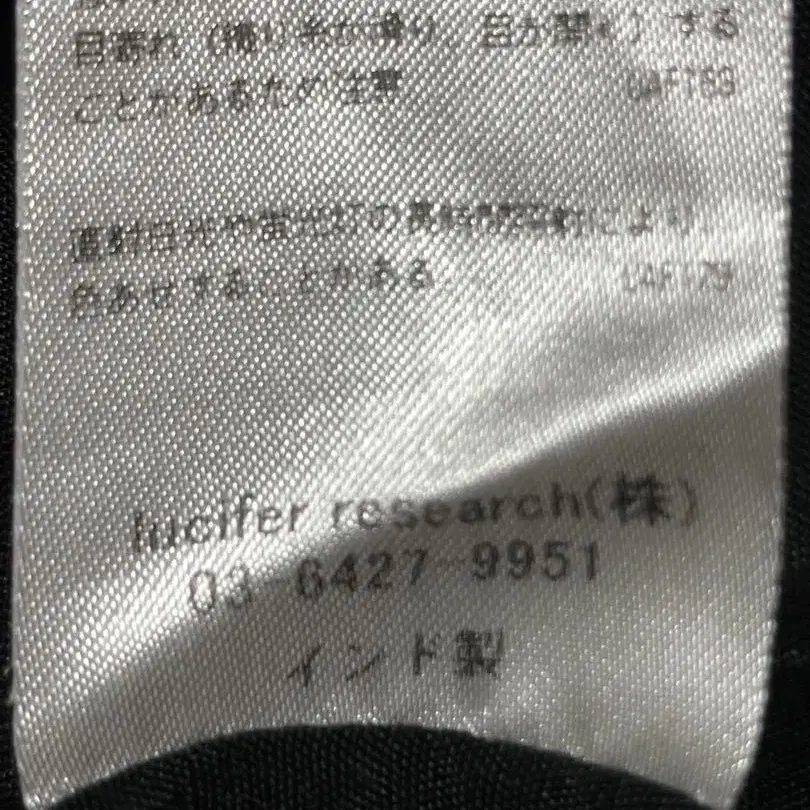 目寄れ(織り糸が滑り、目が開く)する
ことがあるため注意 UAF153
直射日光や蛍光灯の長時間照射により、
色あせすることがある
lucifer research(株)
03-6427-9951
インド製